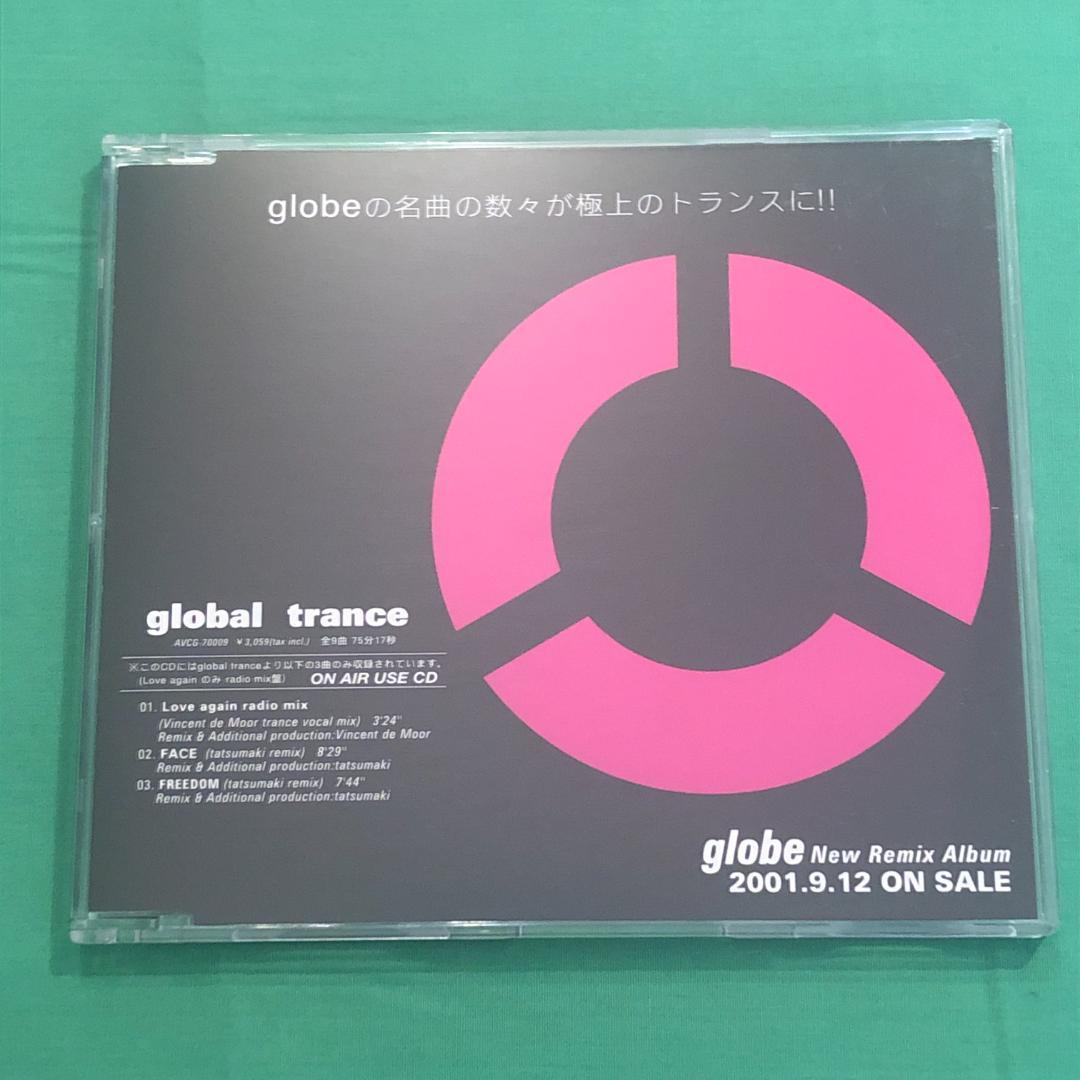 globeの名曲の数々が極上のトランスに!!
global trance
AVCG-70009 ￥3,059(tax incl.) 全9曲 75分17秒
※このCDにはglobal tranceより以下の3曲のみ収録されています。
(Love again のみ radio mix盤) ON AIR USE CD
01. Love again radio mix
(Vincent de Moor trance vocal mix) 3'24"
Remix & Additional production:Vincent de Moor
02. FACE (tatsumaki remix) 8'29"
Remix & Additional production:tatsumaki
03. FREEDOM (tatsumaki remix) 7'44"
Remix & Additional production:tatsumaki
globe New Remix Album
2001.9.12 ON SALE